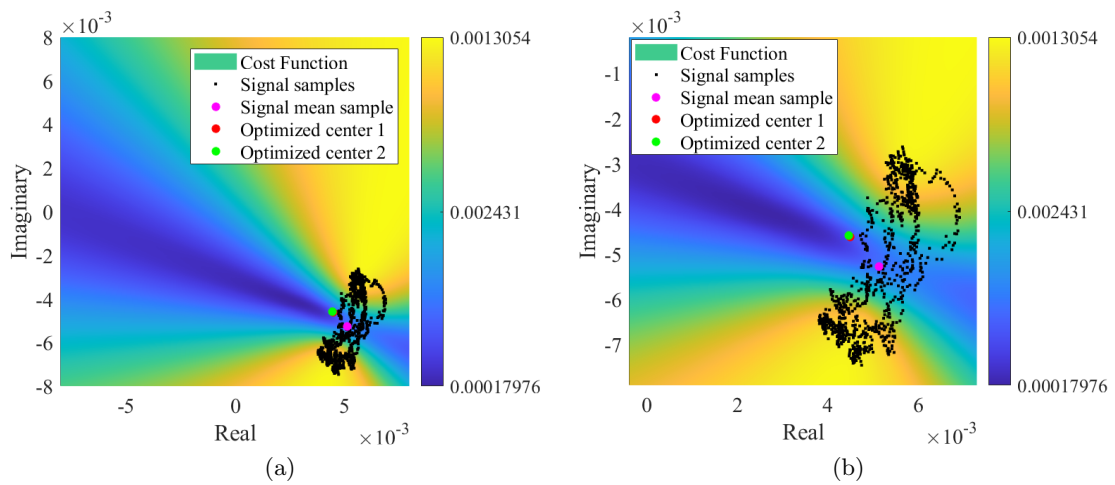 ×10⁻³
8
6
4
2
0
-2
-4
-6
-8
Imaginary
-5
0
5
Real
×10⁻³
Cost Function
Signal samples
Signal mean sample
Optimized center 1
Optimized center 2
0.0013054
0.002431
0.00017976
(a)
×10⁻³
-1
-2
-3
-4
-5
-6
-7
Imaginary
0
2
4
6
Real
×10⁻³
Cost Function
Signal samples
Signal mean sample
Optimized center 1
Optimized center 2
0.0013054
0.002431
0.00017976
(b)